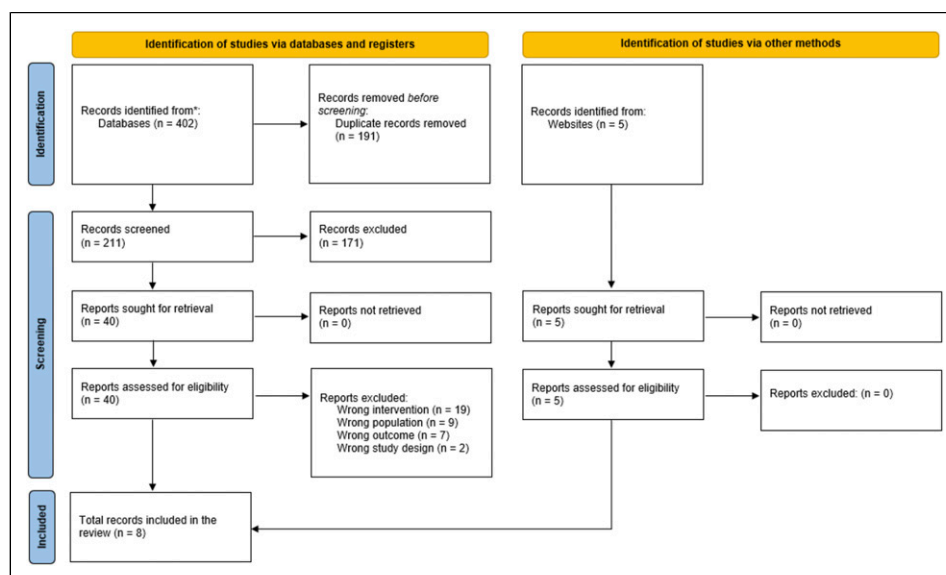 Identification of studies via databases and registers
Identification of studies via other methods
Identification
Records identified from*:
Databases (n = 402)
Records removed before
screening:
Duplicate records removed
(n = 191)
Records identified from:
Websites (n = 5)
Screening
Records screened
(n = 211)
Records excluded
(n = 171)
Reports sought for retrieval
(n = 40)
Reports not retrieved
(n = 0)
Reports sought for retrieval
(n = 5)
Reports not retrieved
(n = 0)
Reports assessed for eligibility
(n = 40)
Reports excluded:
Wrong intervention (n = 19)
Wrong population (n = 9)
Wrong outcome (n = 7)
Wrong study design (n = 2)
Reports assessed for eligibility
(n = 5)
Reports excluded: (n = 0)
Included
Total records included in the
review (n = 8)